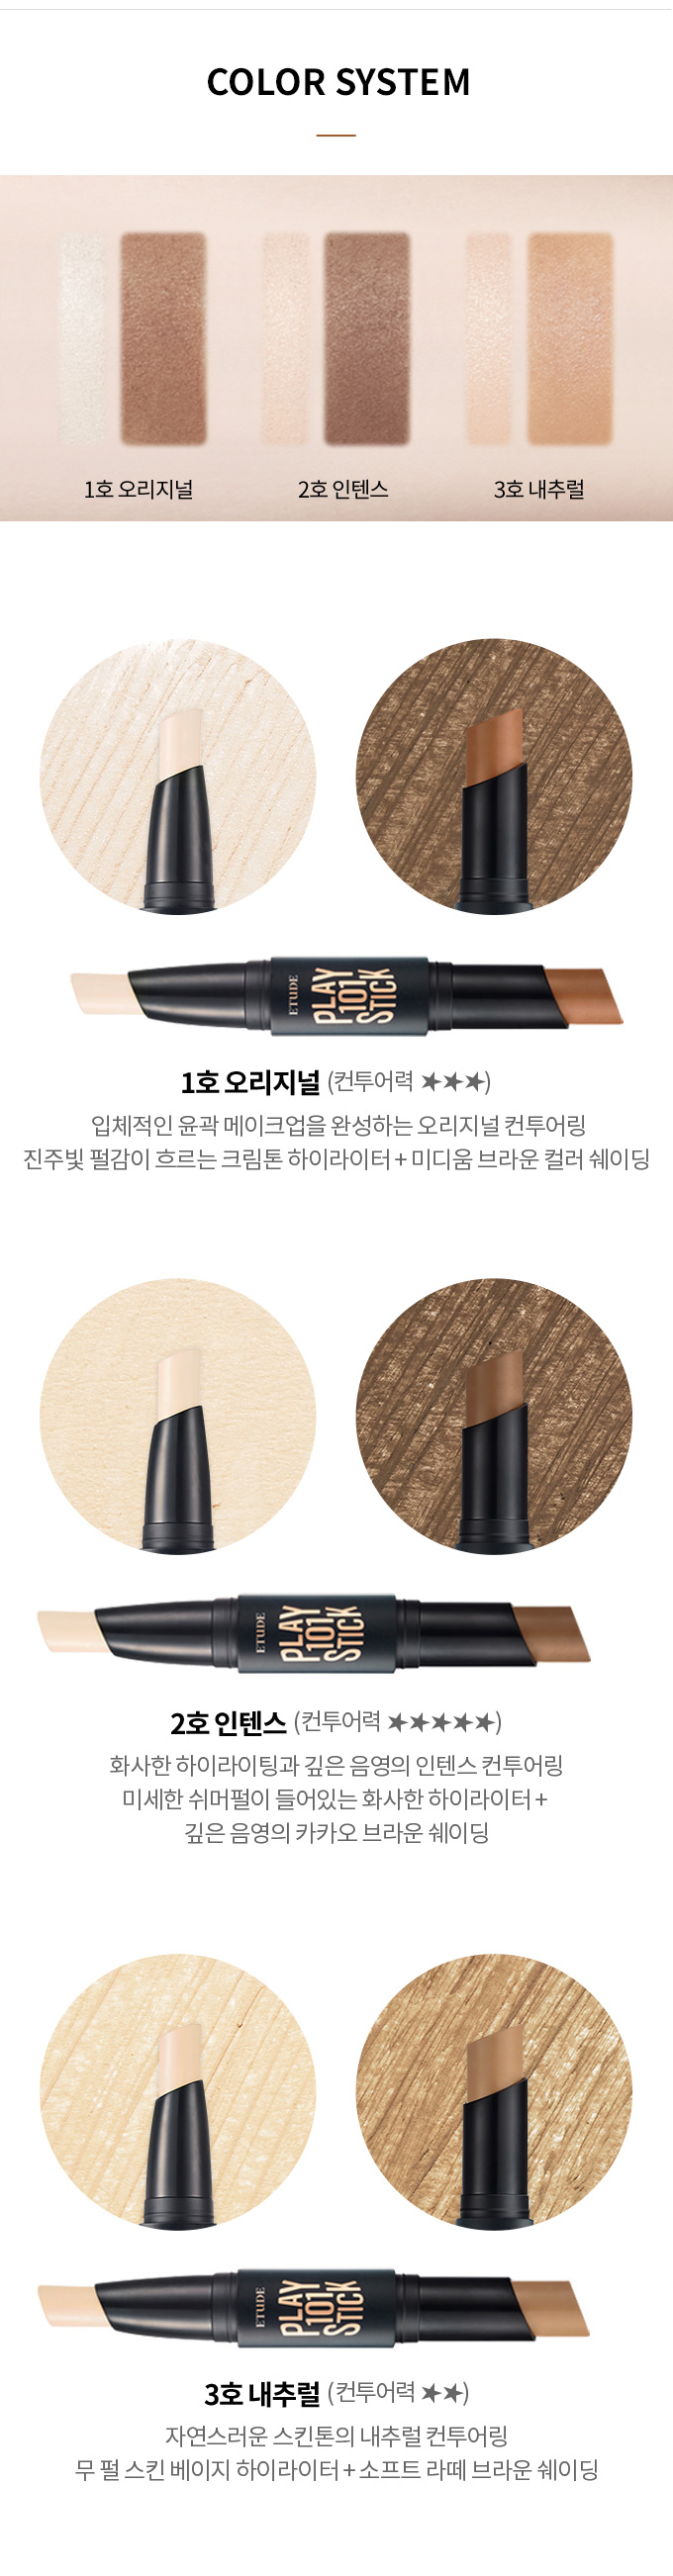 COLOR SYSTEM
1호 오리지널
2호 인텐스
3호 내추럴
ETUDE
PLAY
101
STICK
1호 오리지널 (컨투어력 ★★★)
입체적인 윤곽 메이크업을 완성하는 오리지널 컨투어링
진주빛 펄감이 흐르는 크림톤 하이라이터 + 미디움 브라운 컬러 쉐이딩
ETUDE
PLAY
101
STICK
2호 인텐스 (컨투어력 ★★★★★)
화사한 하이라이팅과 깊은 음영의 인텐스 컨투어링
미세한 쉬머펄이 들어있는 화사한 하이라이터 +
깊은 음영의 카카오 브라운 쉐이딩
ETUDE
PLAY
101
STICK
3호 내추럴 (컨투어력 ★★)
자연스러운 스킨톤의 내추럴 컨투어링
무 펄 스킨 베이지 하이라이터 + 소프트 라떼 브라운 쉐이딩